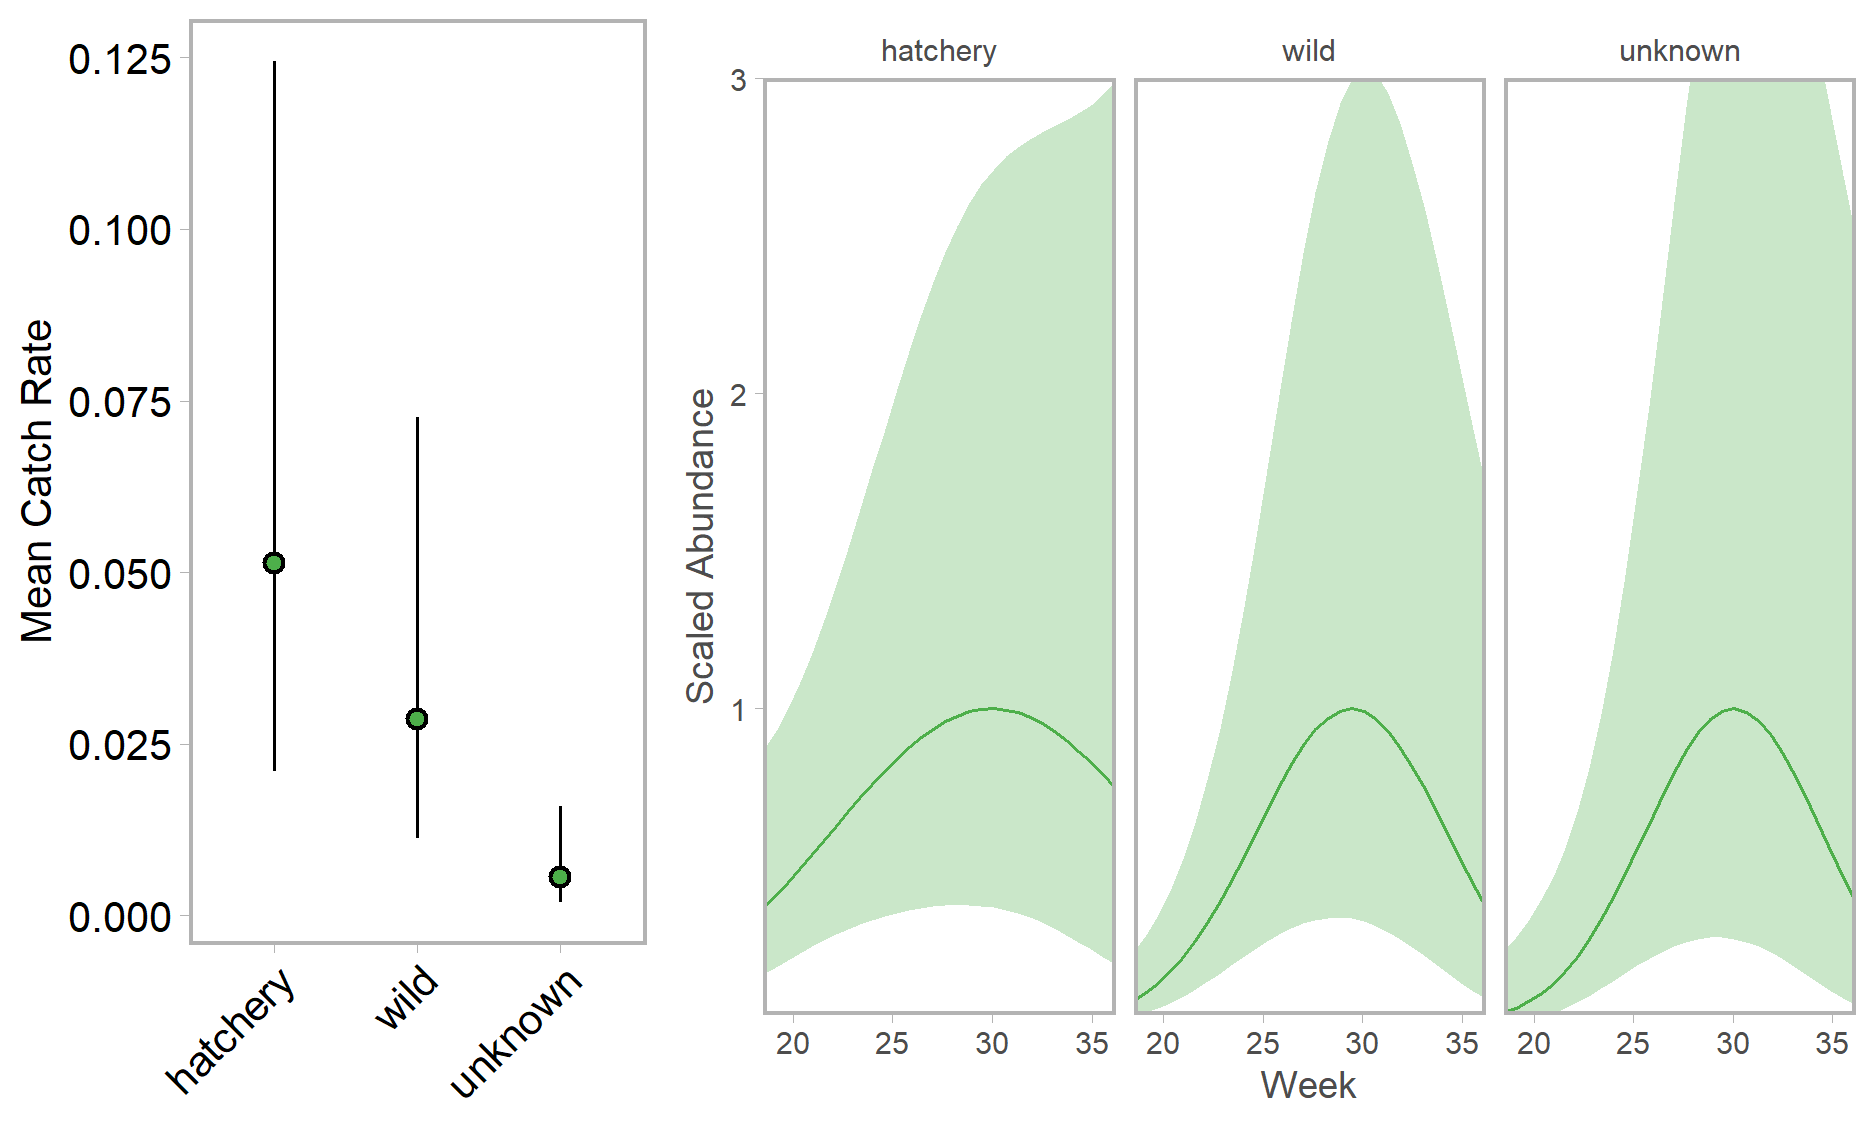 Mean Catch Rate
0.125
0.100
0.075
0.050
0.025
0.000
hatchery
wild
unknown
hatchery
wild
unknown
Scaled Abundance
3
2
1
20 25 30 35
20 25 30 35
20 25 30 35
Week